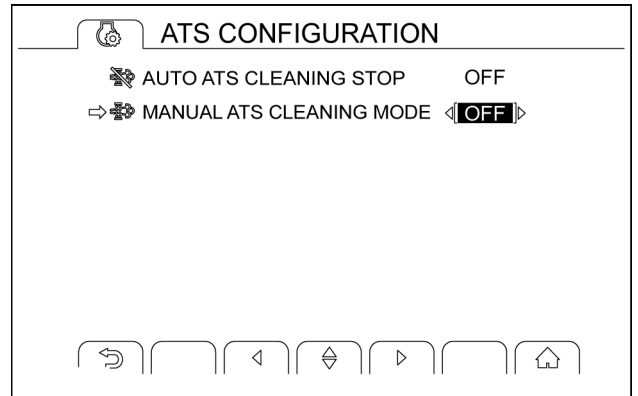 ATS CONFIGURATION
AUTO ATS CLEANING STOP OFF
MANUAL ATS CLEANING MODE OFF